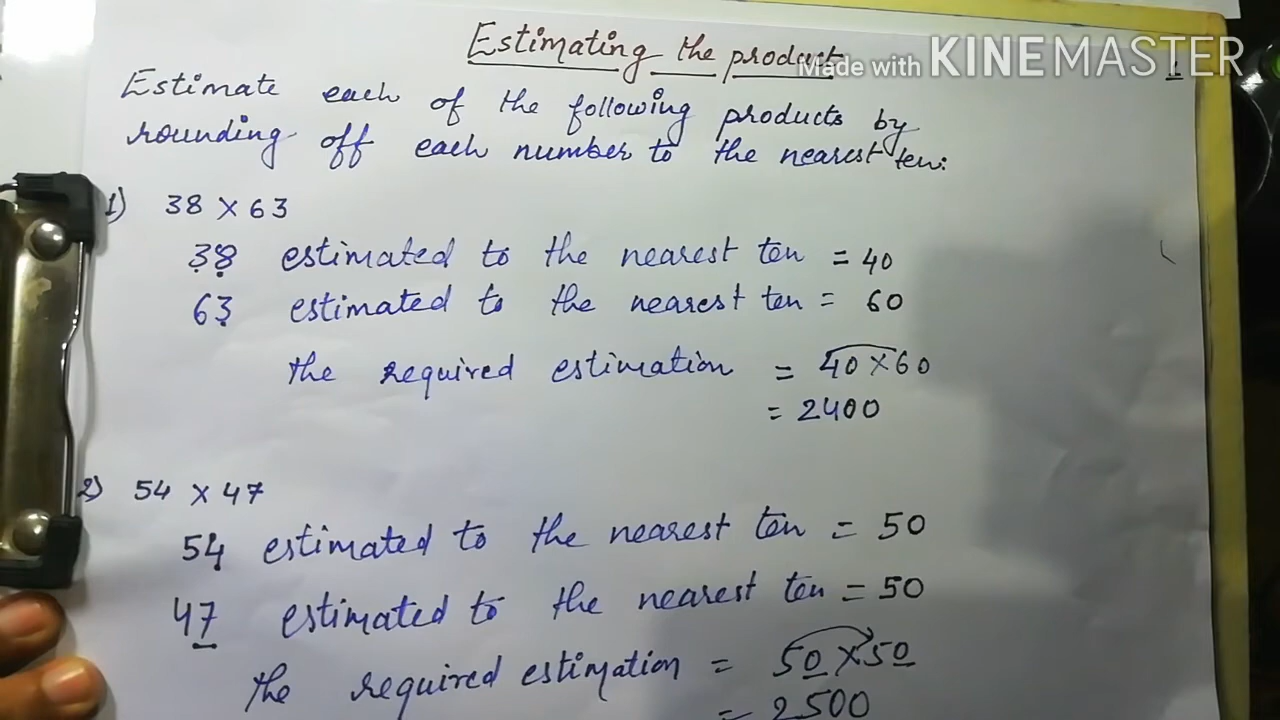 Estimating the product
Made with KINEMASTER
1
Estimate each of the following products by
rounding off each number to the nearest ten:
1) 38 × 63
38 estimated to the nearest ten = 40
63 estimated to the nearest ten = 60
the required estimation = 40 × 60
= 2400
2) 54 × 47
54 estimated to the nearest ten = 50
47 estimated to the nearest ten = 50
the required estimation = 50 × 50
= 2500